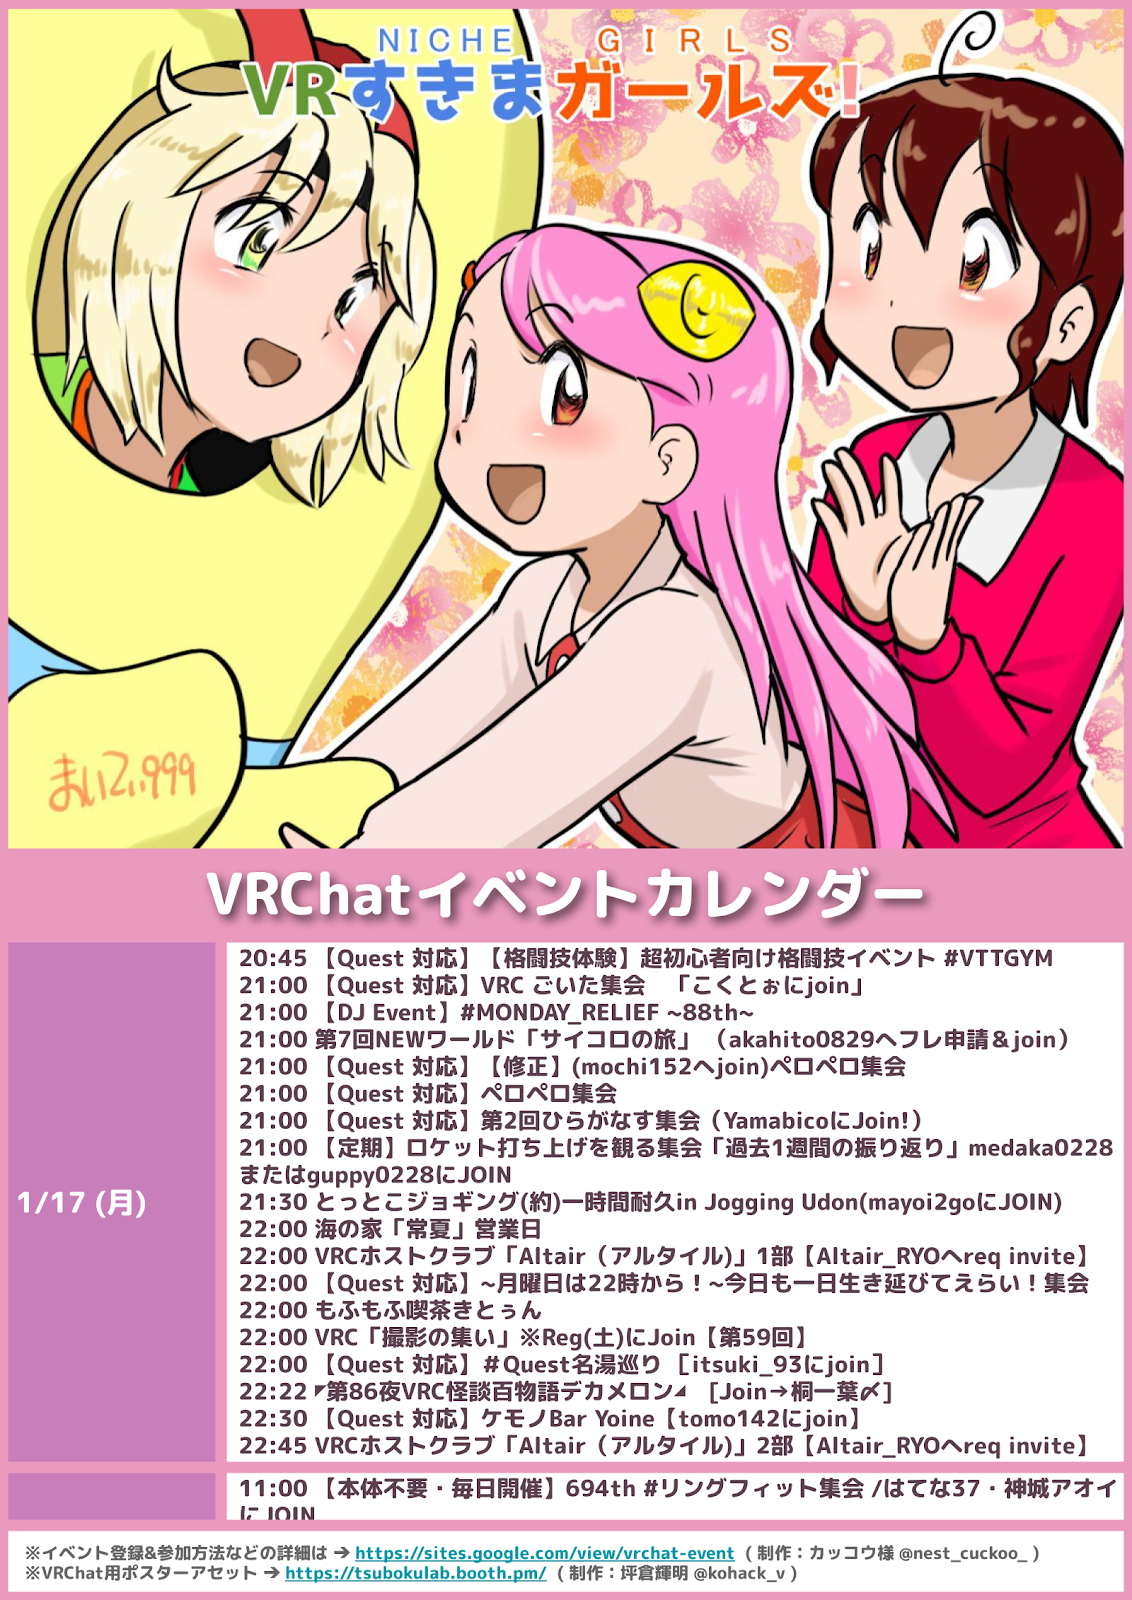 NICHE GIRLS
VRすきまガールズ!
まいてぃ999
VRChatイベントカレンダー
1/17 (月)
20:45 【Quest 対応】【格闘技体験】超初心者向け格闘技イベント #VTTGYM
21:00 【Quest 対応】VRC ごいた集会　「こくとぉにjoin」
21:00 【DJ Event】#MONDAY_RELIEF ~88th~
21:00 第7回NEWワールド「サイコロの旅」 （akahito0829へフレ申請＆join）
21:00 【Quest 対応】【修正】(mochi152へjoin)ペロペロ集会
21:00 【Quest 対応】ペロペロ集会
21:00 【Quest 対応】第2回ひらがなす集会（YamabicoにJoin!）
21:00 【定期】ロケット打ち上げを観る集会「過去1週間の振り返り」medaka0228
またはguppy0228にJOIN
21:30 とっとこジョギング(約)一時間耐久in Jogging Udon(mayoi2goにJOIN)
22:00 海の家「常夏」営業日
22:00 VRCホストクラブ「Altair（アルタイル)」1部【Altair_RYOへreq invite】
22:00 【Quest 対応】~月曜日は22時から！~今日も一日生き延びてえらい！集会
22:00 もふもふ喫茶きとぅん
22:00 VRC「撮影の集い」※Reg(土)にJoin【第59回】
22:00 【Quest 対応】＃Quest名湯巡り ［itsuki_93にjoin］
22:22 ◤第86夜VRC怪談百物語デカメロン◢　[Join→桐一葉〆]
22:30 【Quest 対応】ケモノBar Yoine【tomo142にjoin】
22:45 VRCホストクラブ「Altair（アルタイル)」2部【Altair_RYOへreq invite】
11:00 【本体不要・毎日開催】694th #リングフィット集会 /はてな37・神城アオイ
にJOIN
※イベント登録&参加方法などの詳細は → https://sites.google.com/view/vrchat-event （ 制作：カッコウ様 @nest_cuckoo_ ）
※VRChat用ポスターアセット → https://tsubokulab.booth.pm/ （ 制作：坪倉輝明 @kohack_v ）